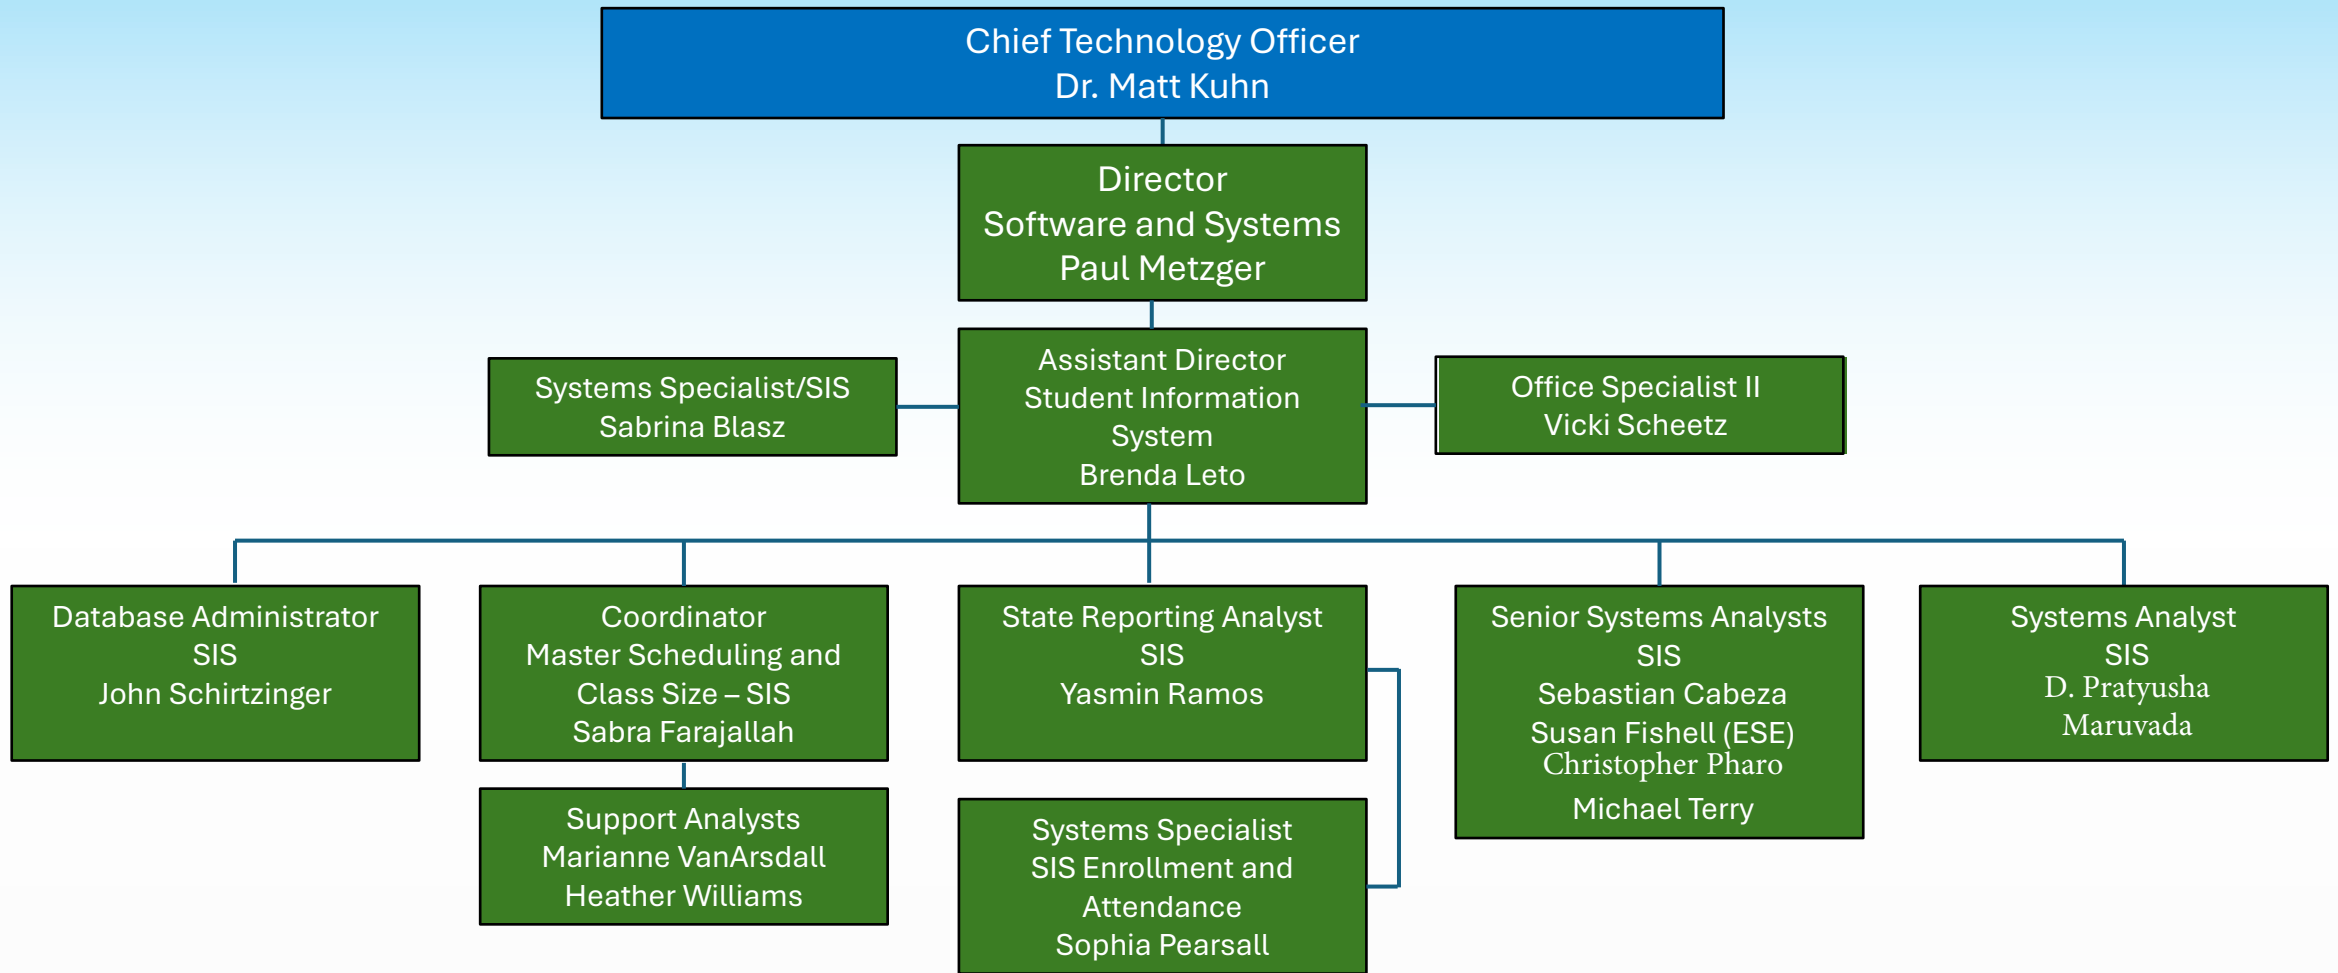 Chief Technology Officer
Dr. Matt Kuhn
Director
Software and Systems
Paul Metzger
Systems Specialist/SIS
Sabrina Blasz
Assistant Director
Student Information
System
Brenda Leto
Office Specialist II
Vicki Scheetz
Database Administrator
SIS
John Schirtzinger
Coordinator
Master Scheduling and
Class Size – SIS
Sabra Farajallah
State Reporting Analyst
SIS
Yasmin Ramos
Senior Systems Analysts
SIS
Sebastian Cabeza
Susan Fishell (ESE)
Christopher Pharo
Michael Terry
Systems Analyst
SIS
D. Pratyusha
Maruvada
Support Analysts
Marianne VanArsdall
Heather Williams
Systems Specialist
SIS Enrollment and
Attendance
Sophia Pearsall